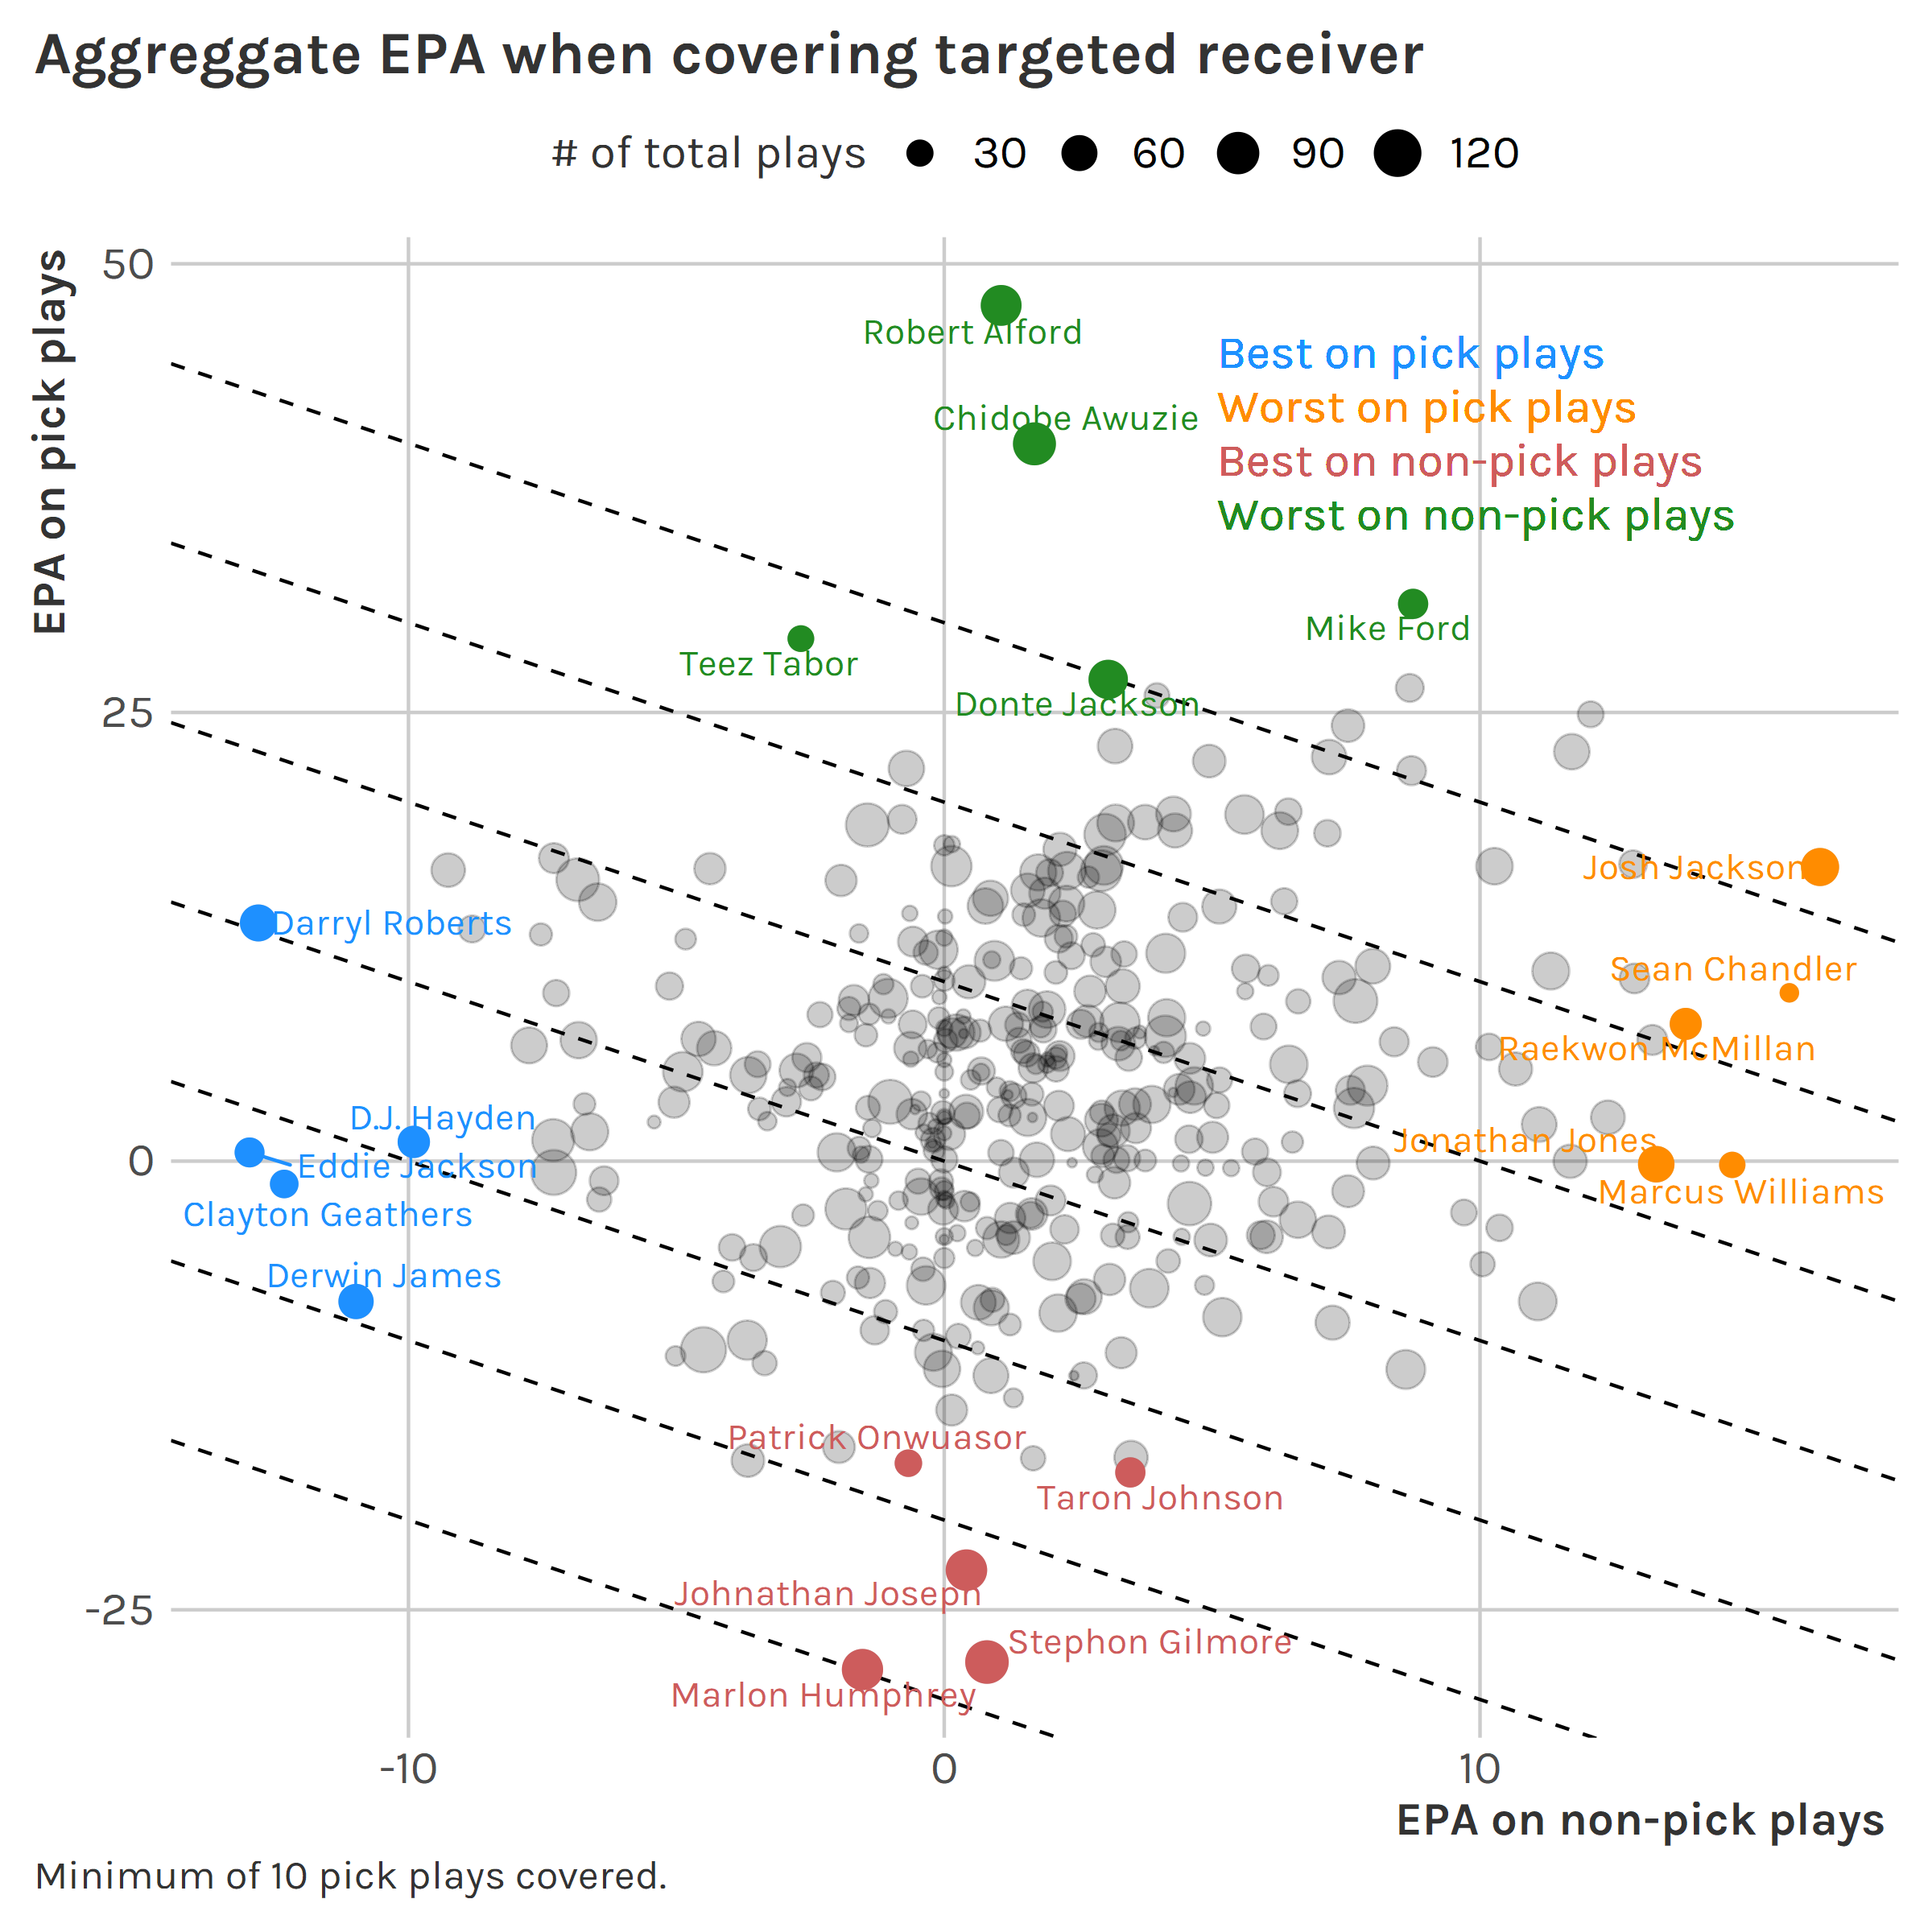 Aggreggate EPA when covering targeted receiver
# of total plays 30 60 90 120
EPA on pick plays
50
25
0
-25
Robert Alford
Chidobe Awuzie
Best on pick plays
Worst on pick plays
Best on non-pick plays
Worst on non-pick plays
Mike Ford
Teez Tabor
Donte Jackson
Josh Jackson
Darryl Roberts
Sean Chandler
Raekwon McMillan
D.J. Hayden
Jonathan Jones
Eddie Jackson
Marcus Williams
Clayton Geathers
Derwin James
Patrick Onwuasor
Taron Johnson
Johnathan Joseph
Stephon Gilmore
Marlon Humphrey
-10 0 10
EPA on non-pick plays
Minimum of 10 pick plays covered.